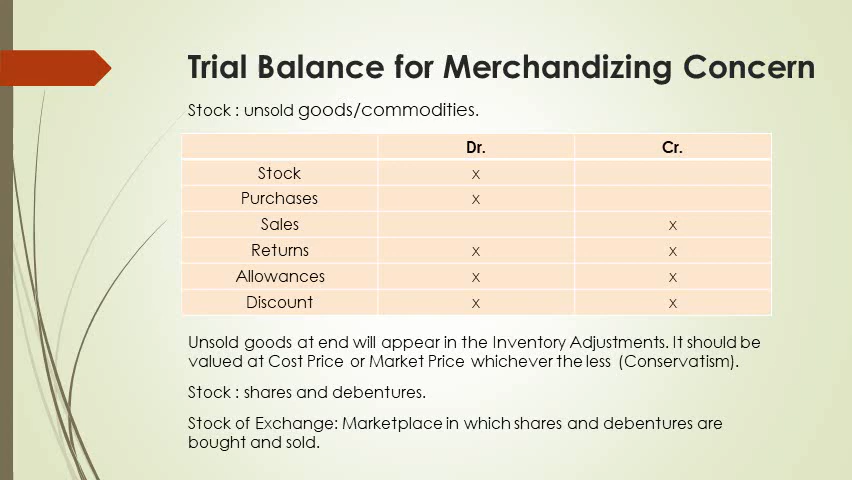 Trial Balance for Merchandizing Concern
Stock : unsold goods/commodities.
Dr. Cr.
Stock x
Purchases x
Sales x
Returns x x
Allowances x x
Discount x x
Unsold goods at end will appear in the Inventory Adjustments. It should be
valued at Cost Price or Market Price whichever the less (Conservatism).
Stock : shares and debentures.
Stock of Exchange: Marketplace in which shares and debentures are
bought and sold.